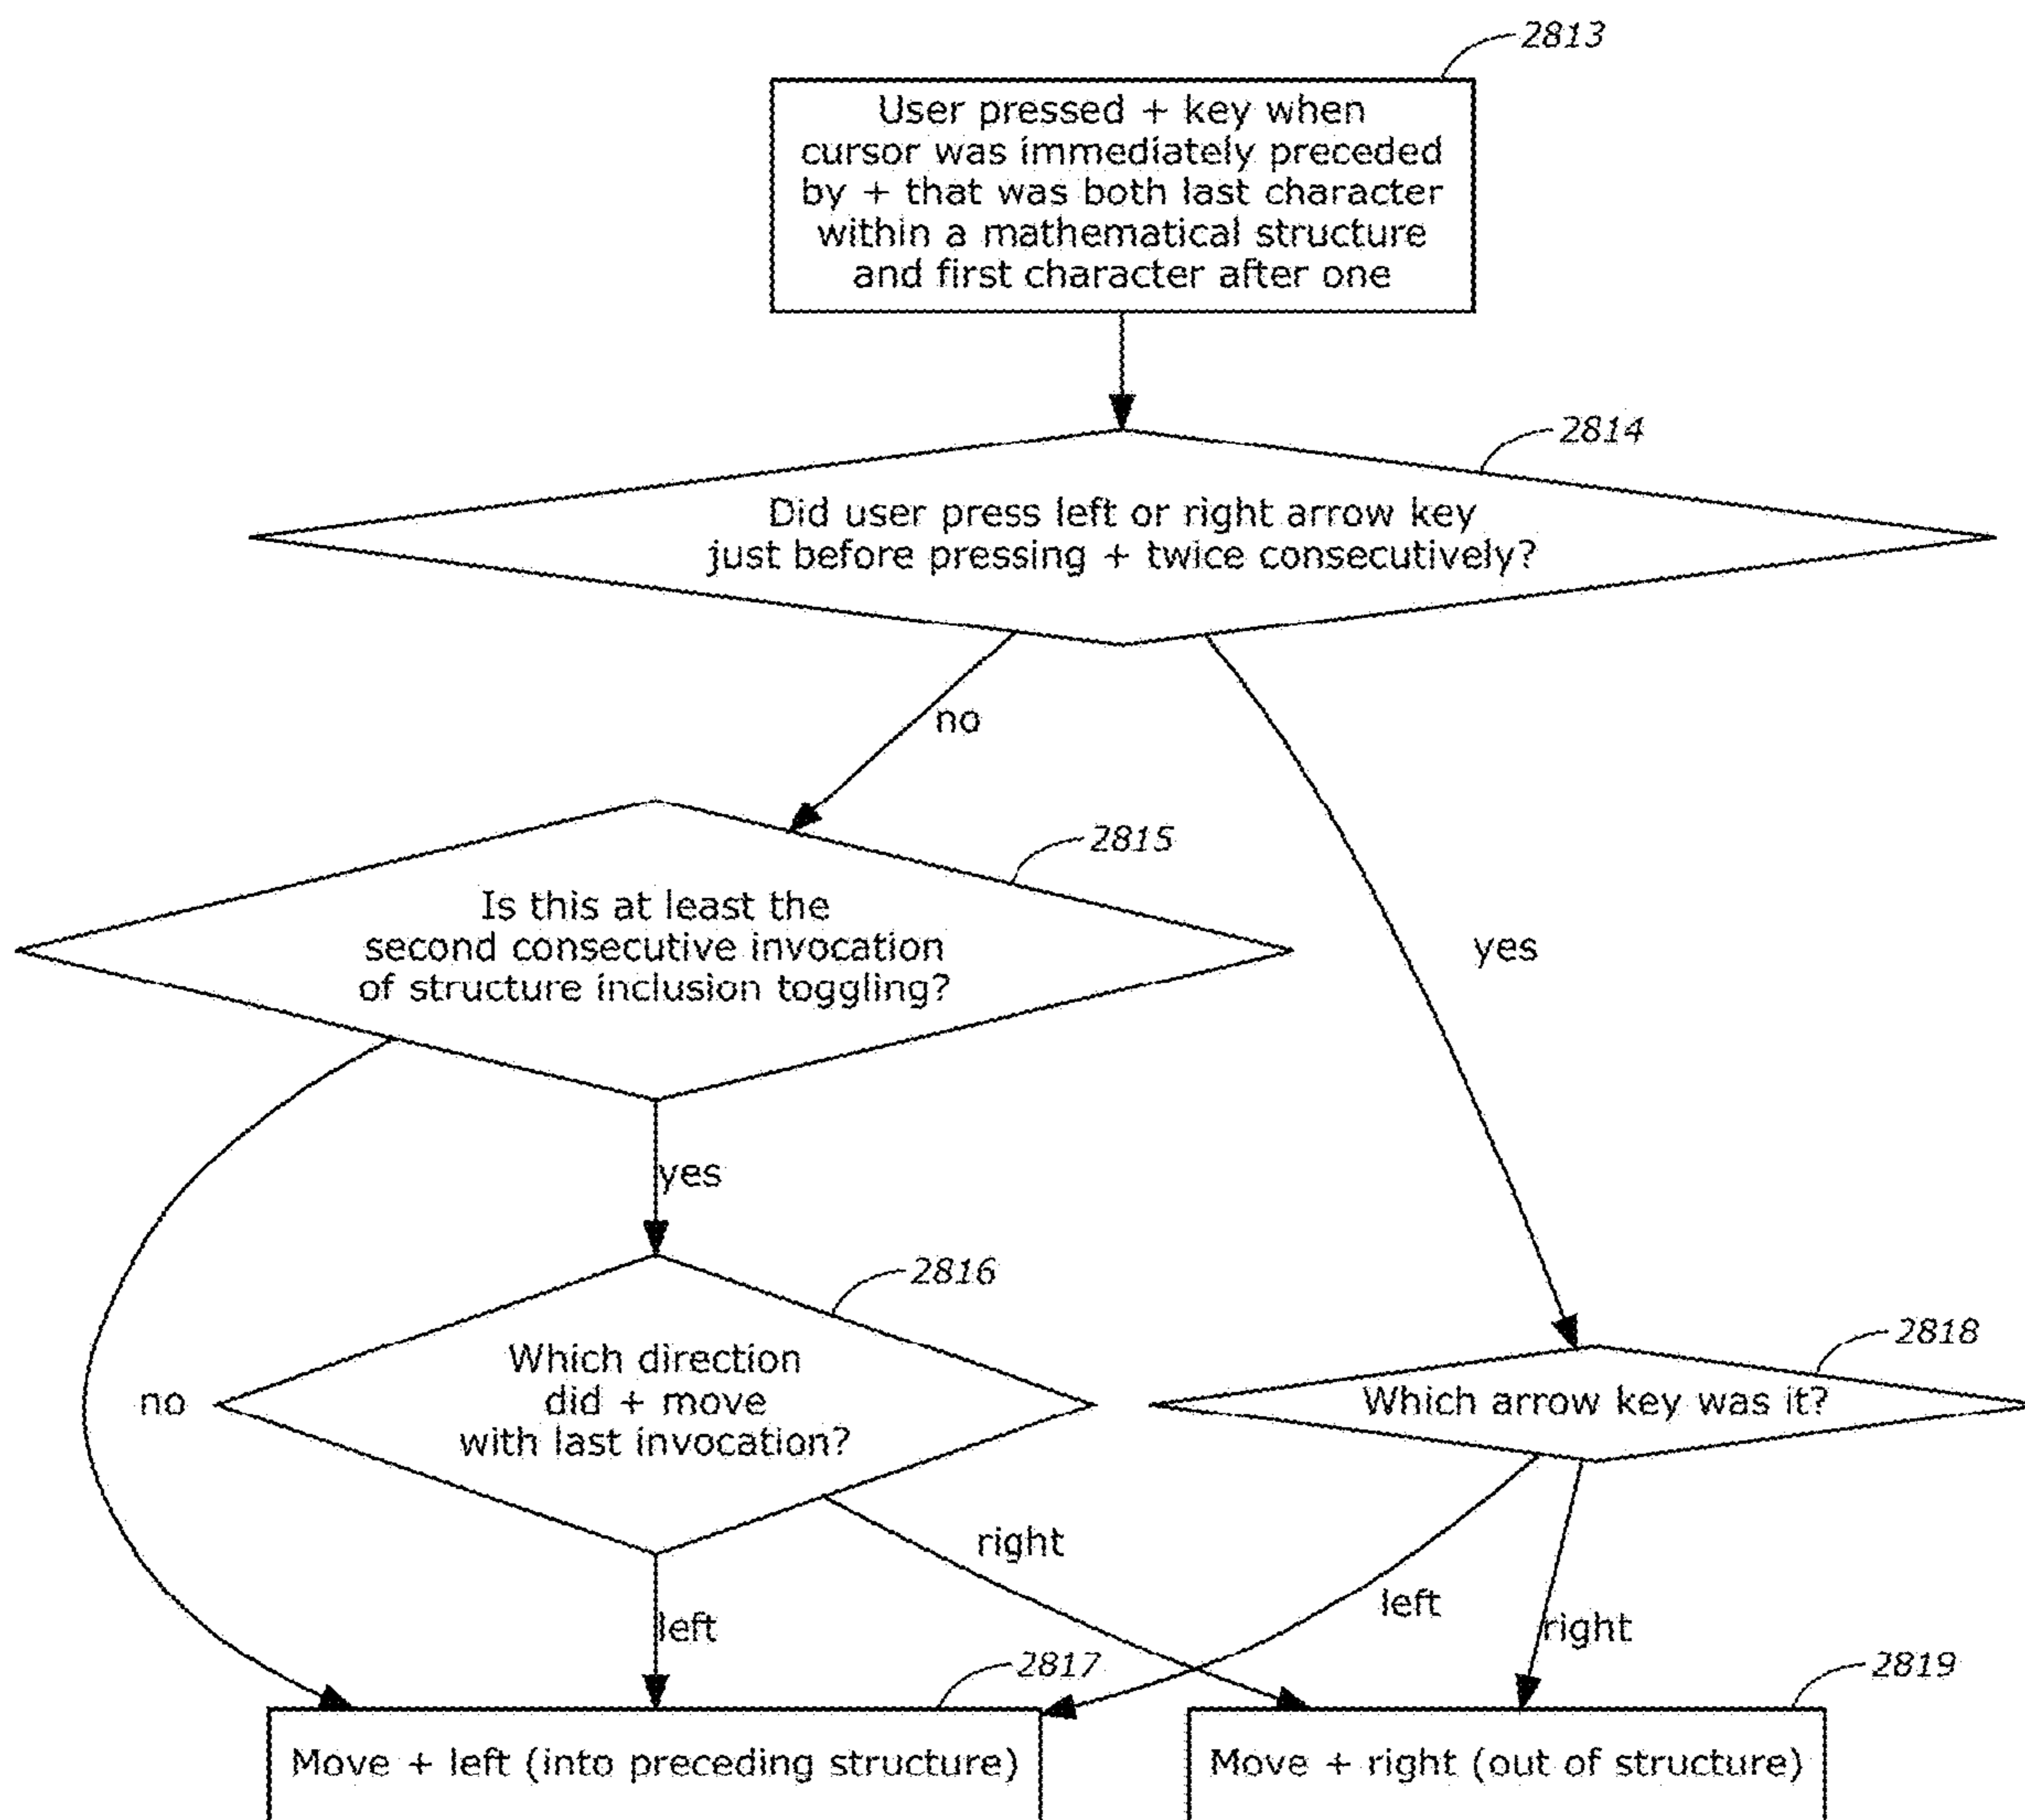 2813
User pressed + key when
cursor was immediately preceded
by + that was both last character
within a mathematical structure
and first character after one
2814
Did user press left or right arrow key
just before pressing + twice consecutively?
no
yes
2815
Is this at least the
second consecutive invocation
of structure inclusion toggling?
no
yes
2816
Which direction
did + move
with last invocation?
2818
Which arrow key was it?
left
right
left
right
2817
Move + left (into preceding structure)
2819
Move + right (out of structure)